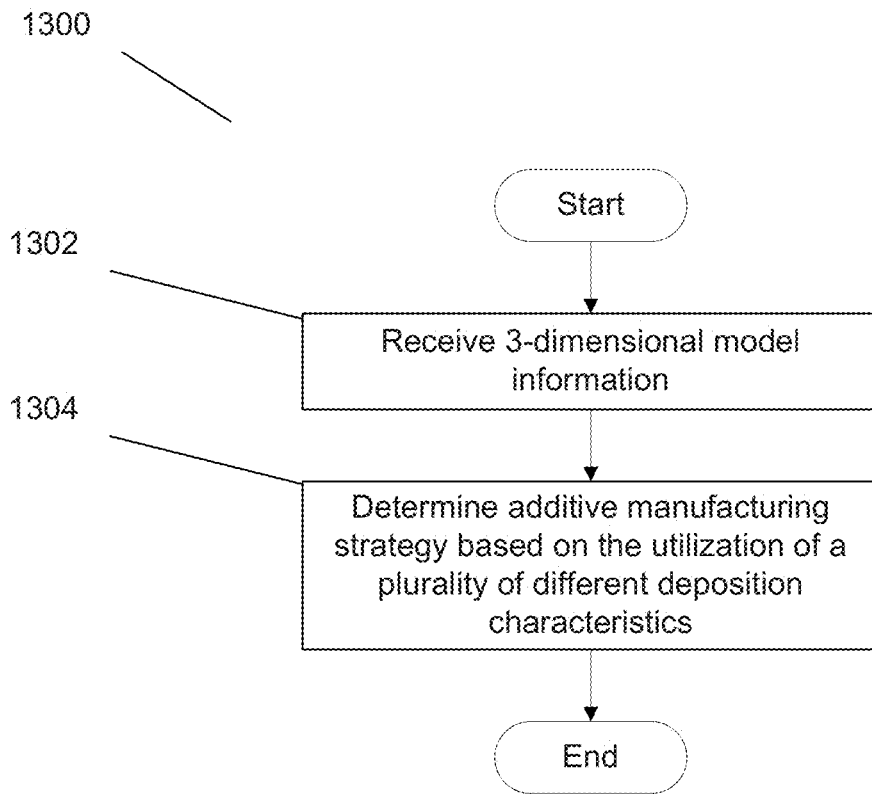 1300
Start
1302
Receive 3-dimensional model
information
1304
Determine additive manufacturing
strategy based on the utilization of a
plurality of different deposition
characteristics
End